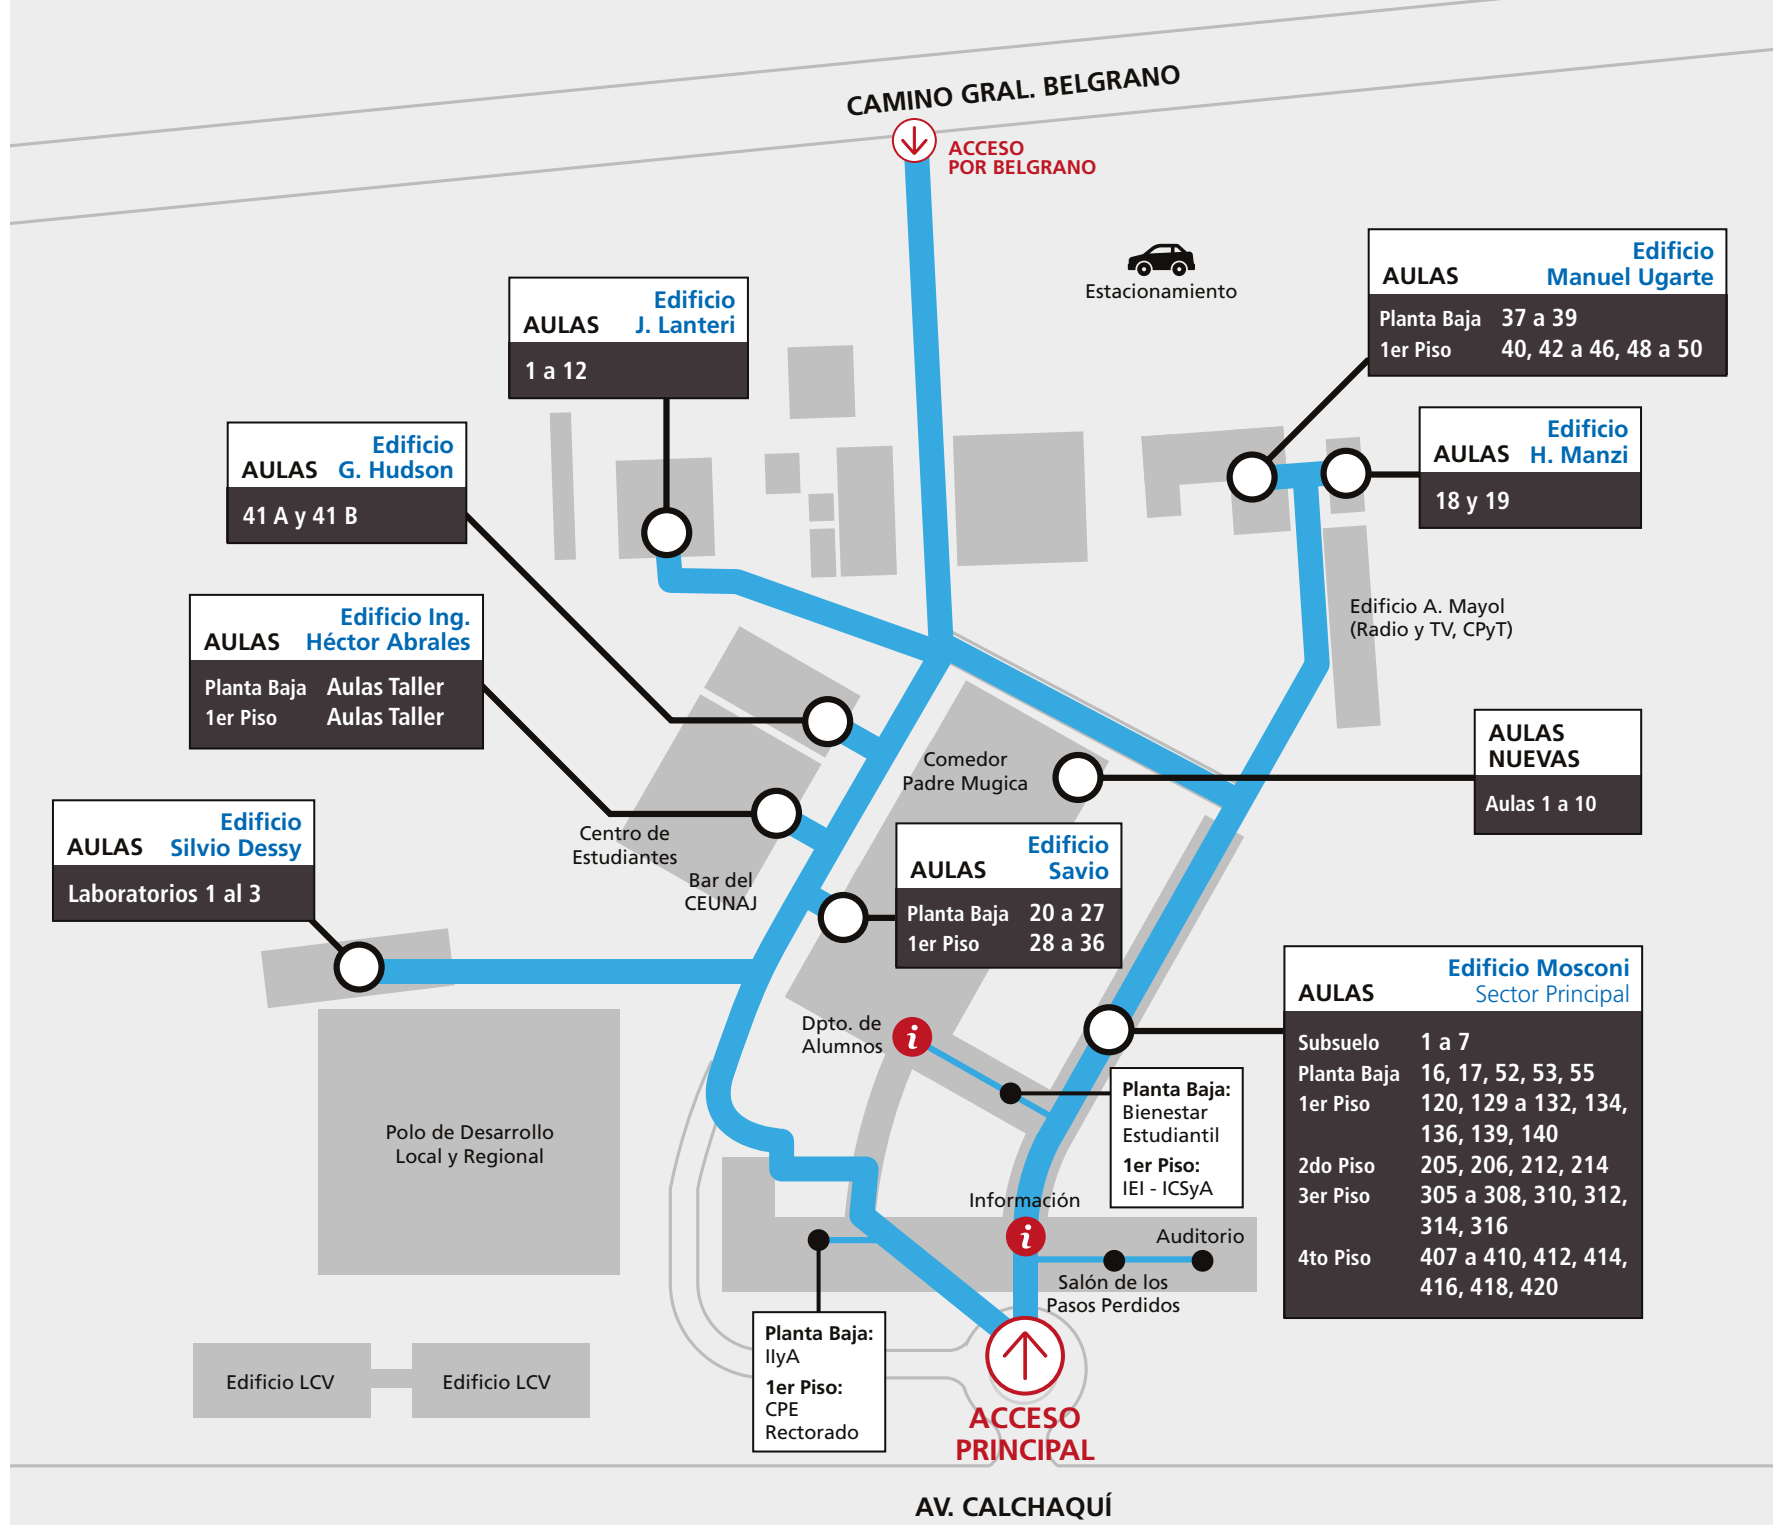 CAMINO GRAL. BELGRANO
ACCESO
POR BELGRANO
Estacionamiento
Edificio
AULAS Manuel Ugarte
Planta Baja 37 a 39
1er Piso 40, 42 a 46, 48 a 50
Edificio
AULAS J. Lanteri
1 a 12
Edificio
AULAS H. Manzi
18 y 19
Edificio
AULAS G. Hudson
41 A y 41 B
Edificio A. Mayol
(Radio y TV, CPyT)
Edificio Ing.
AULAS Héctor Abrales
Planta Baja Aulas Taller
1er Piso Aulas Taller
AULAS
NUEVAS
Aulas 1 a 10
Comedor
Padre Mugica
Edificio
AULAS Silvio Dessy
Laboratorios 1 al 3
Centro de
Estudiantes
Bar del
CEUNAJ
Edificio
AULAS Savio
Planta Baja 20 a 27
1er Piso 28 a 36
Edificio Mosconi
AULAS Sector Principal
Subsuelo 1 a 7
Planta Baja 16, 17, 52, 53, 55
1er Piso 120, 129 a 132, 134,
136, 139, 140
2do Piso 205, 206, 212, 214
3er Piso 305 a 308, 310, 312,
314, 316
4to Piso 407 a 410, 412, 414,
416, 418, 420
Dpto. de
Alumnos
i
Planta Baja:
Bienestar
Estudiantil
1er Piso:
IEI - ICSyA
Polo de Desarrollo
Local y Regional
Información
i
Auditorio
Salón de los
Pasos Perdidos
Planta Baja:
IIyA
1er Piso:
CPE
Rectorado
Edificio LCV
Edificio LCV
ACCESO
PRINCIPAL
AV. CALCHAQUÍ